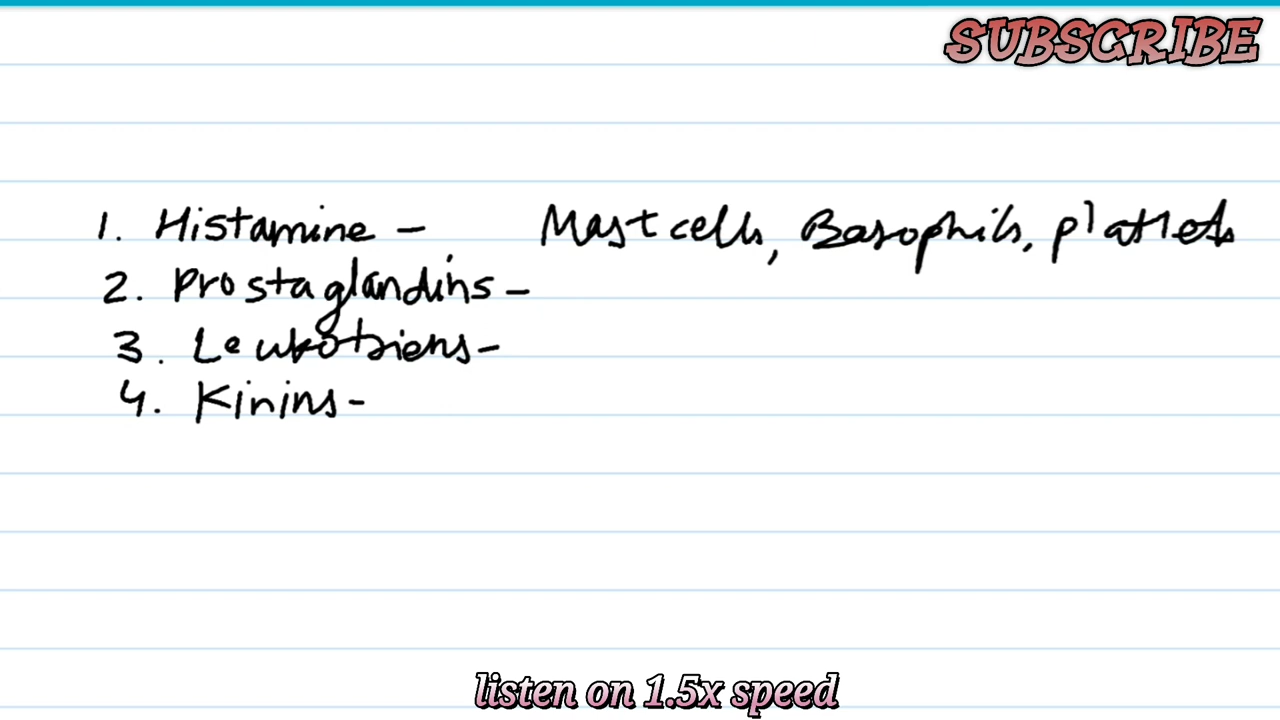 SUBSCRIBE
1. Histamine - Mast cells, Basophils, platlets
2. Prostaglandins -
3. Leukotriens -
4. Kinins -
listen on 1.5x speed